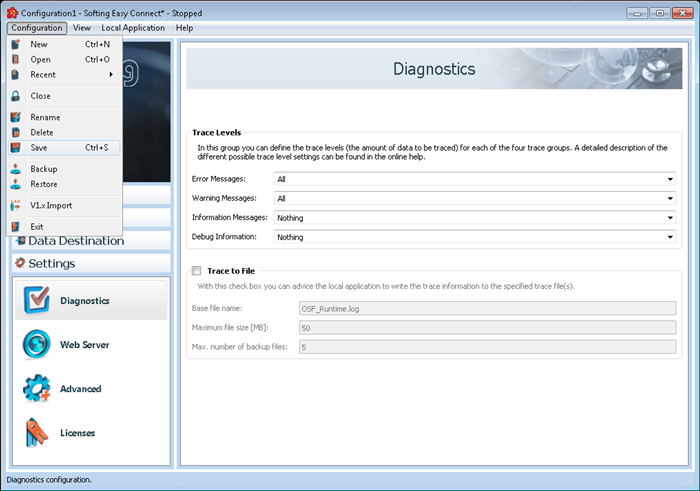 Configuration1 - Softing Easy Connect* - Stopped
Configuration View Local Application Help
New Ctrl+N
Open Ctrl+O
Recent
Close
Rename
Delete
Save Ctrl+S
Backup
Restore
V1.x Import
Exit
Data Destination
Settings
Diagnostics
Web Server
Advanced
Licenses
Diagnostics
Trace Levels
In this group you can define the trace levels (the amount of data to be traced) for each of the four trace groups. A detailed description of the
different possible trace level settings can be found in the online help.
Error Messages: All
Warning Messages: All
Information Messages: Nothing
Debug Information: Nothing
Trace to File
With this check box you can advice the local application to write the trace information to the specified trace file(s).
Base file name: OSF_Runtime.log
Maximum file size [MB]: 50
Max. number of backup files: 5
Diagnostics configuration.